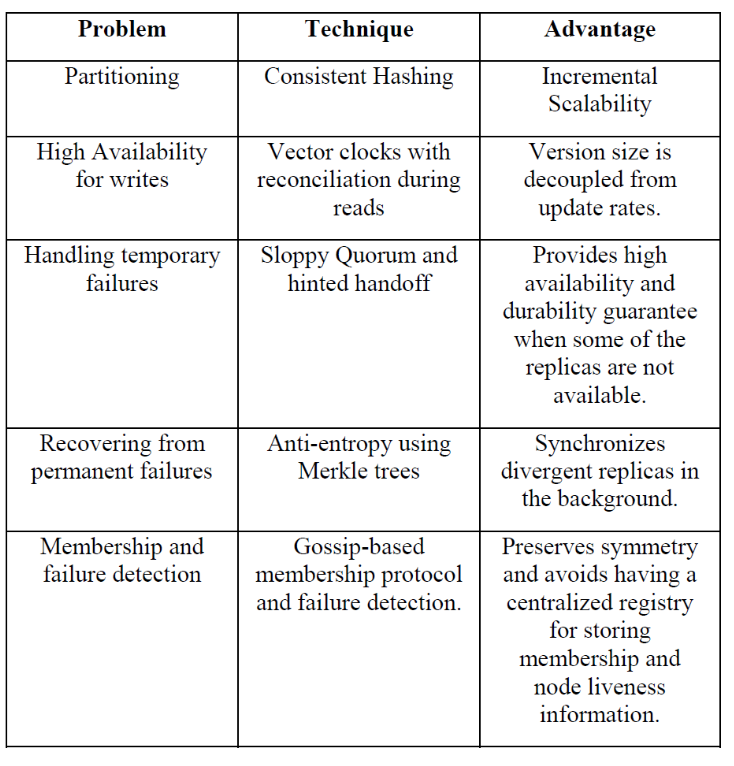 Problem
Technique
Advantage
Partitioning
Consistent Hashing
Incremental
Scalability
High Availability
for writes
Vector clocks with
reconciliation during
reads
Version size is
decoupled from
update rates.
Handling temporary
failures
Sloppy Quorum and
hinted handoff
Provides high
availability and
durability guarantee
when some of the
replicas are not
available.
Recovering from
permanent failures
Anti-entropy using
Merkle trees
Synchronizes
divergent replicas in
the background.
Membership and
failure detection
Gossip-based
membership protocol
and failure detection.
Preserves symmetry
and avoids having a
centralized registry
for storing
membership and
node liveness
information.